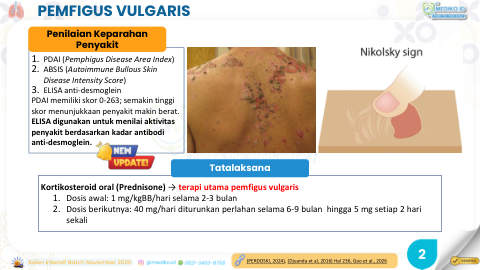 PEMFIGUS VULGARIS
Penilaian Keparahan
Penyakit
1. PDAI (Pemphigus Disease Area Index)
2. ABSIS (Autoimmune Bullous Skin
Disease Intensity Score)
3. ELISA anti-desmoglein
PDAI memiliki skor 0-263; semakin tinggi
skor menunjukkan penyakit makin berat.
ELISA digunakan untuk menilai aktivitas
penyakit berdasarkan kadar antibodi
anti-desmoglein.
NEW
UPDATE!
Nikolsky sign
Tatalaksana
Kortikosteroid oral (Prednisone) → terapi utama pemfigus vulgaris
1. Dosis awal: 1 mg/kgBB/hari selama 2-3 bulan
2. Dosis berikutnya: 40 mg/hari diturunkan perlahan selama 6-9 bulan hingga 5 mg setiap 2 hari
sekali
2